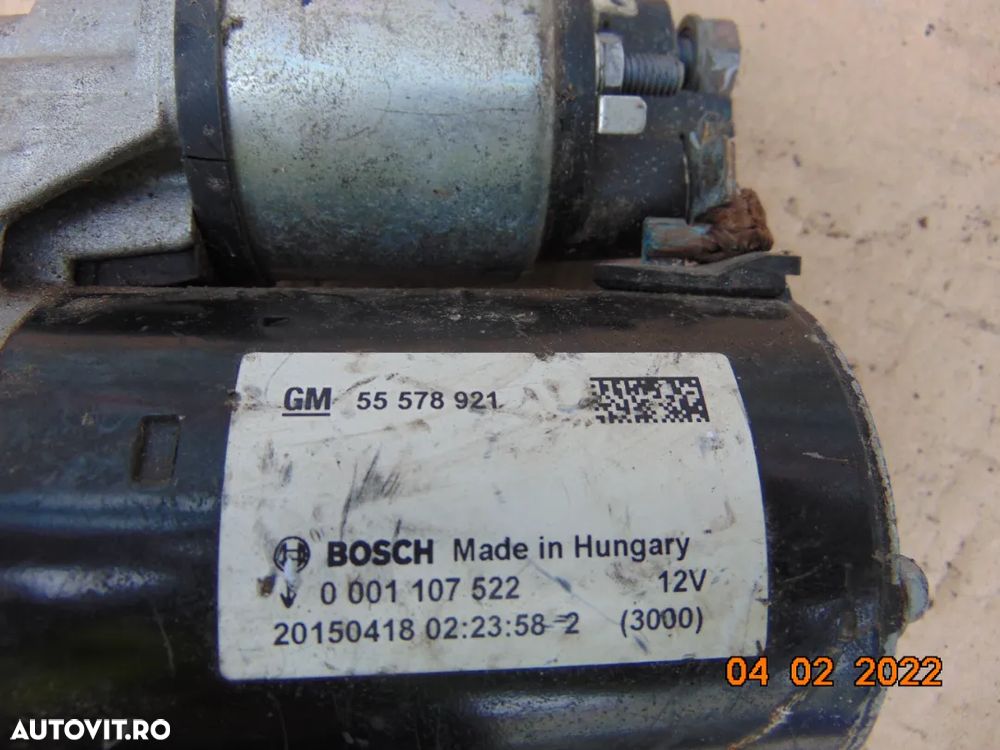 GM 55 578 921
BOSCH Made in Hungary
0 001 107 522 12V
20150418 02:23:58-2 (3000)
04 02 2022
AUTOVIT.RO